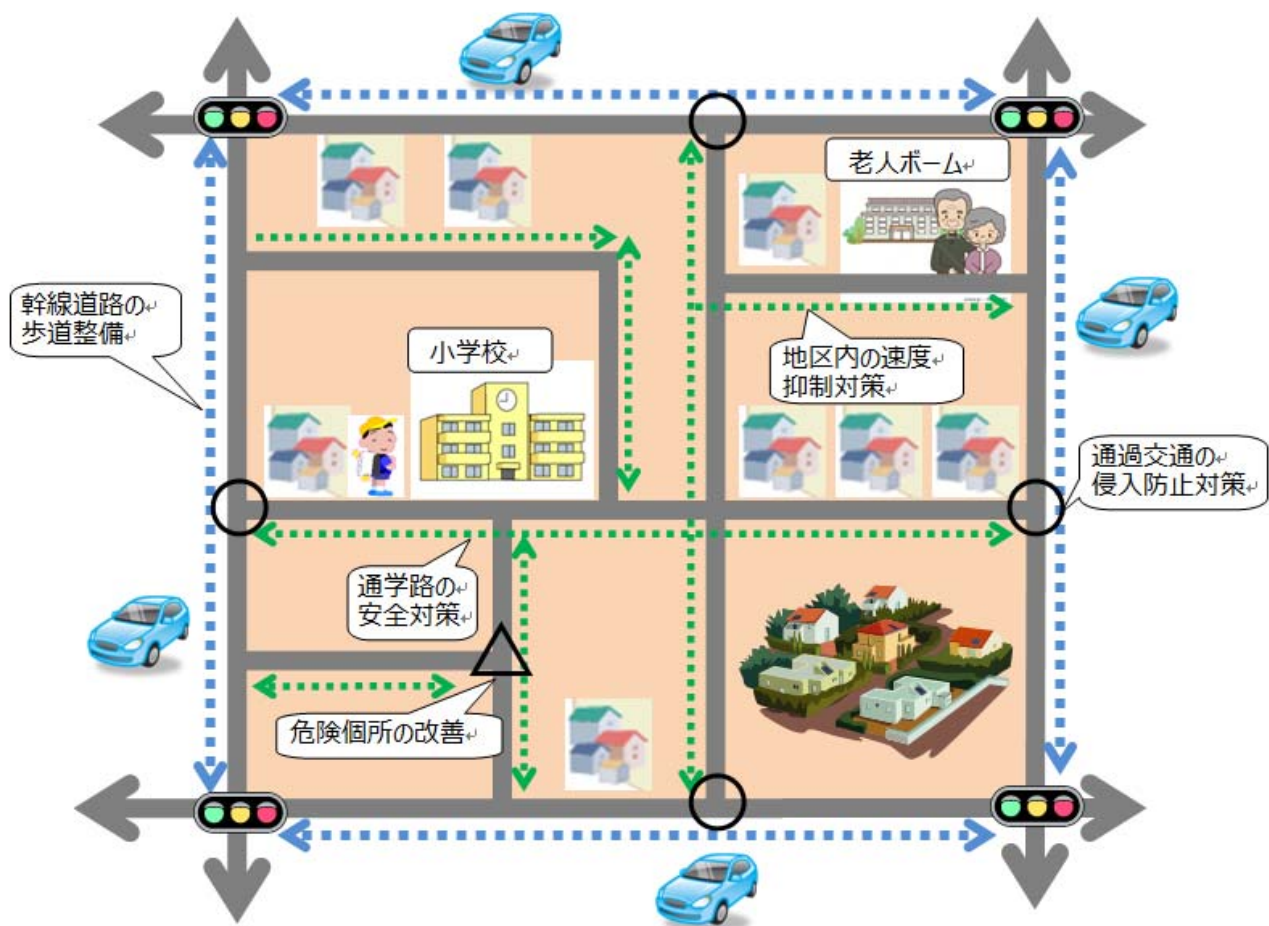 老人ボーム↵
幹線道路の↵
歩道整備↵
小学校↵
地区内の速度↵
抑制対策↵
通過交通の↵
侵入防止対策↵
通学路の↵
安全対策↵
危険個所の改善↵